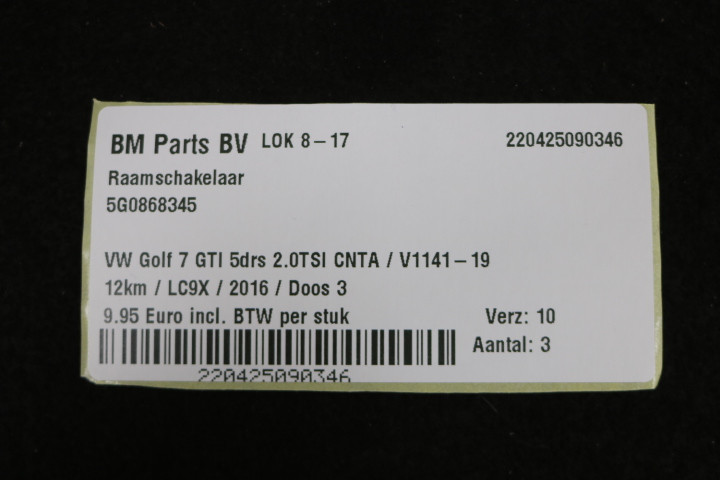 BM Parts BV LOK 8-17 220425090346
Raamschakelaar
5G0868345
VW Golf 7 GTI 5drs 2.0TSI CNTA / V1141-19
12km / LC9X / 2016 / Doos 3
9.95 Euro incl. BTW per stuk Verz: 10
Aantal: 3
220425090346